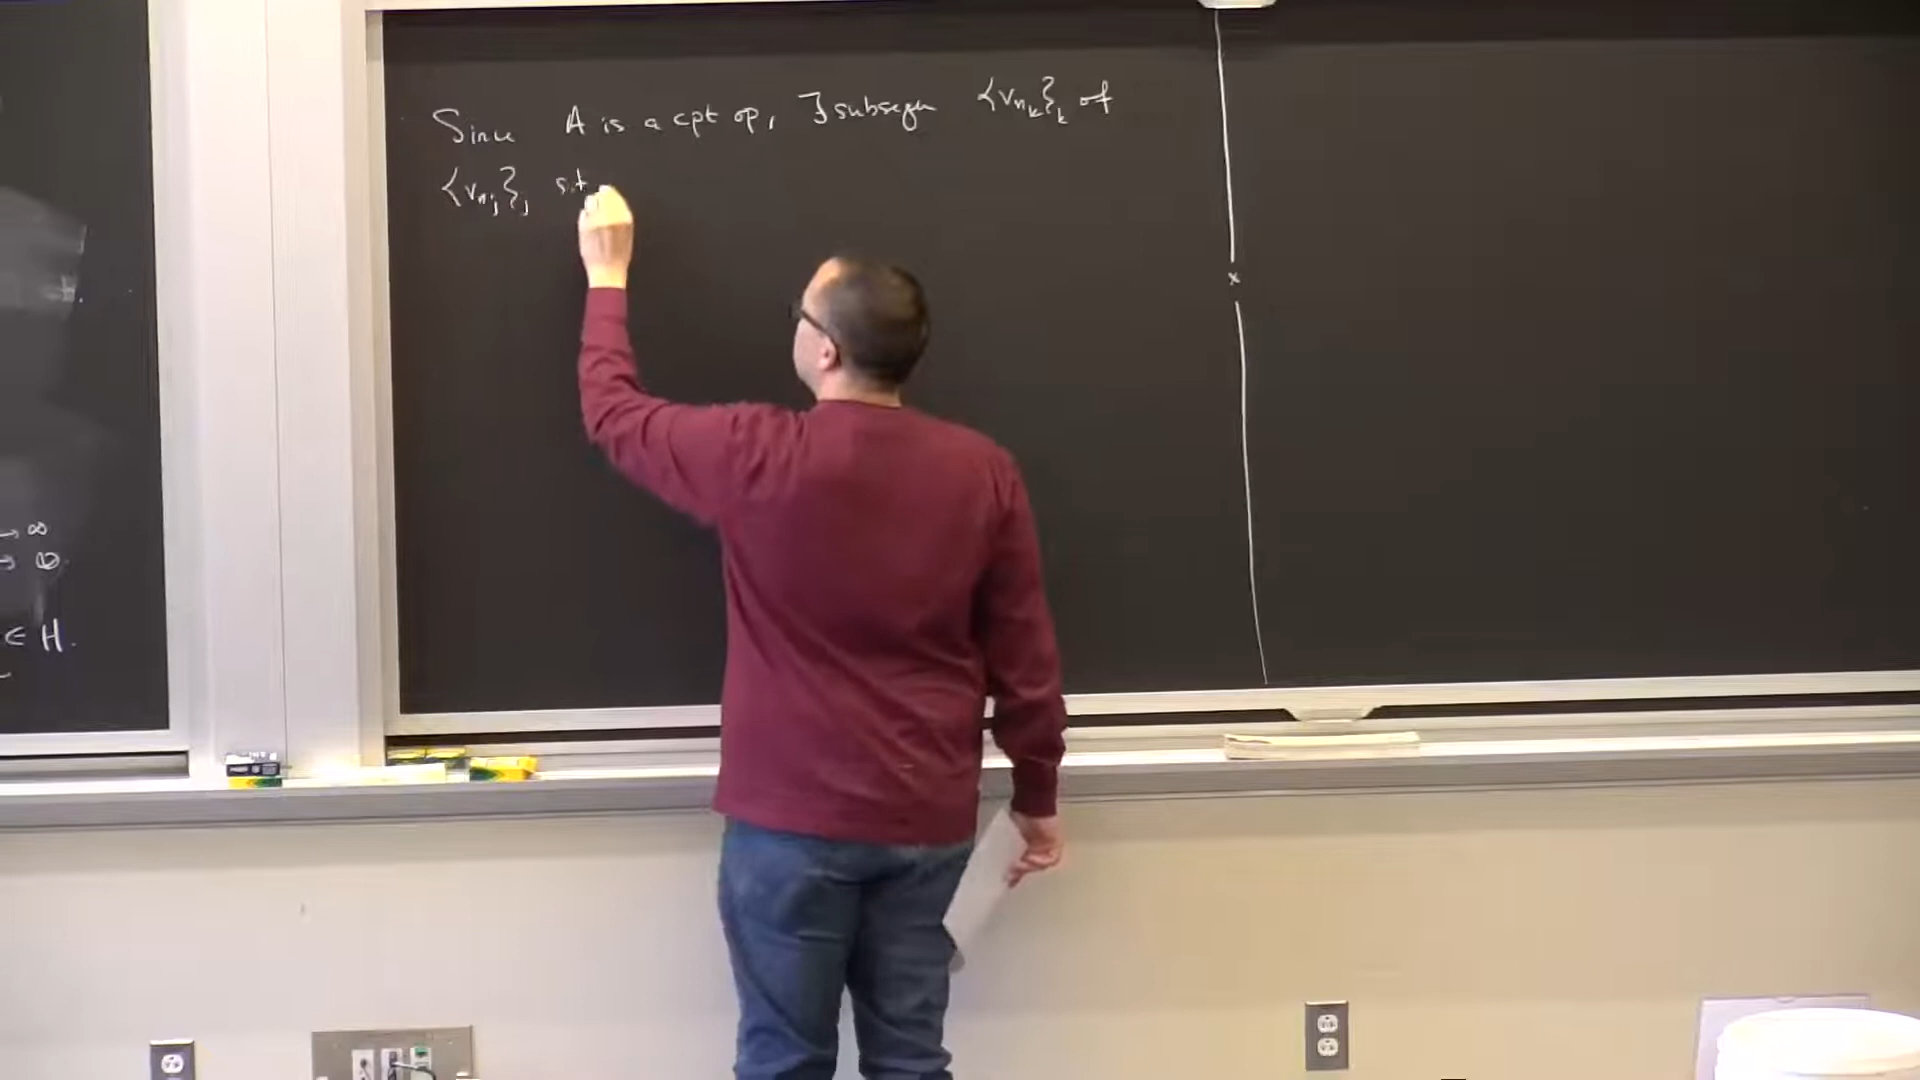 → ∞
→ ∞.
∈ H.
Since A is a cpt op, ∃ subseqn {v_{n_k}}_k of
{v_{n_j}}_j s.t.
x